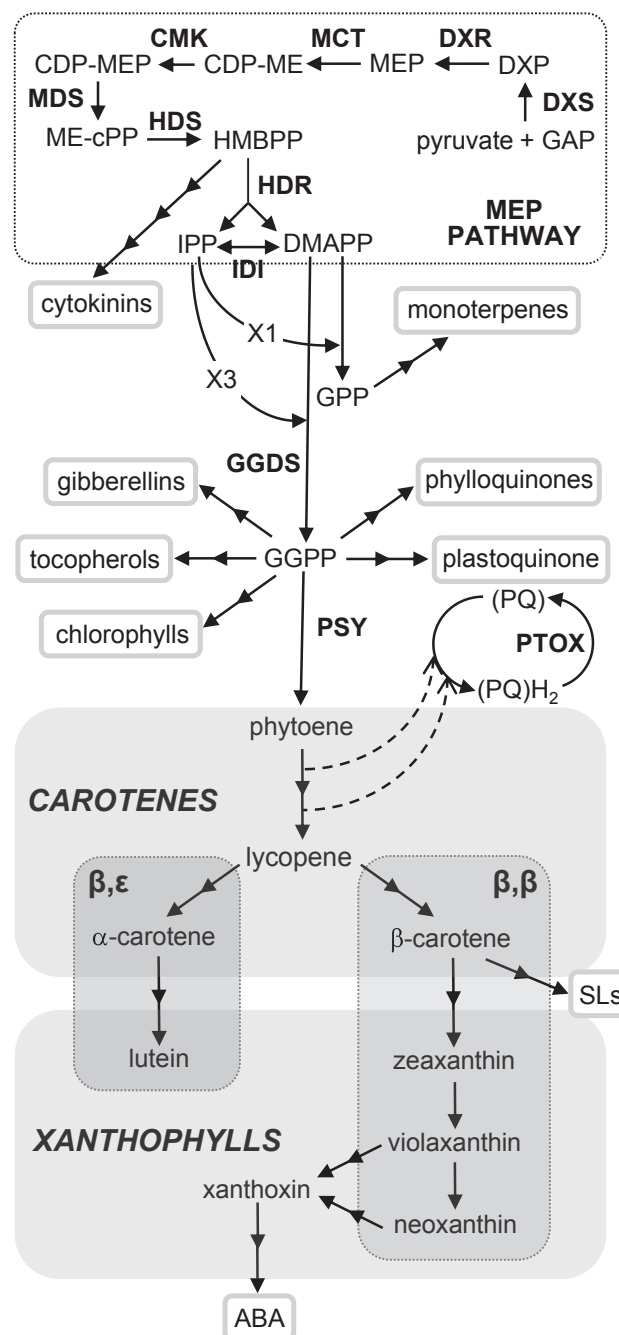 CMK MCT DXR
CDP-MEP CDP-ME MEP DXP
MDS HDS DXS
ME-cPP HMBPP pyruvate + GAP
HDR
MEP
PATHWAY
IPP DMAPP
IDI
cytokinins
monoterpenes
X1
X3
GPP
GGDS
gibberellins
phylloquinones
tocopherols GGPP plastoquinone
chlorophylls
PSY
(PQ)
PTOX
(PQ)H₂
phytoene
CAROTENES
lycopene
β,ε β,β
α-carotene β-carotene
SLs
lutein zeaxanthin
XANTHOPHYLLS
violaxanthin
xanthoxin
neoxanthin
ABA